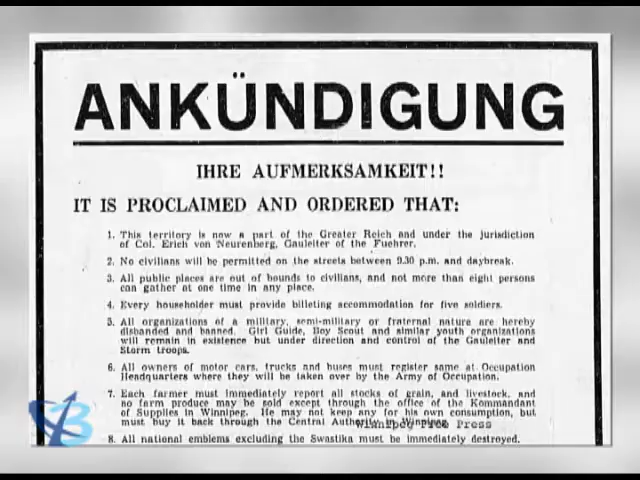 ANKÜNDIGUNG
IHRE AUFMERKSAMKEIT!!
IT IS PROCLAIMED AND ORDERED THAT:
1. This territory is now a part of the Greater Reich and under the jurisdiction
of Col. Erich von Neurenberg, Gauleiter of the Fuehrer.
2. No civilians will be permitted on the streets between 9.30 p.m. and daybreak.
3. All public places are out of bounds to civilians, and not more than eight persons
can gather at one time in any place.
4. Every householder must provide billeting accommodation for five soldiers.
5. All organizations of a military, semi-military or fraternal nature are hereby
disbanded and banned. Girl Guide, Boy Scout and similar youth organizations
will remain in existence but under direction and control of the Gauleiter and
Storm troops.
6. All owners of motor cars, trucks and buses must register same at Occupation
Headquarters where they will be taken over by the Army of Occupation.
7. Each farmer must immediately report all stocks of grain, and livestock, and
no farm produce may be sold except through the office of the Kommandant
of Supplies in Winnipeg. He may not keep any for his own consumption, but
must buy it back through the Central Authority in Winnipeg.
Winnipeg Free Press
8. All national emblems excluding the Swastika must be immediately destroyed.
B